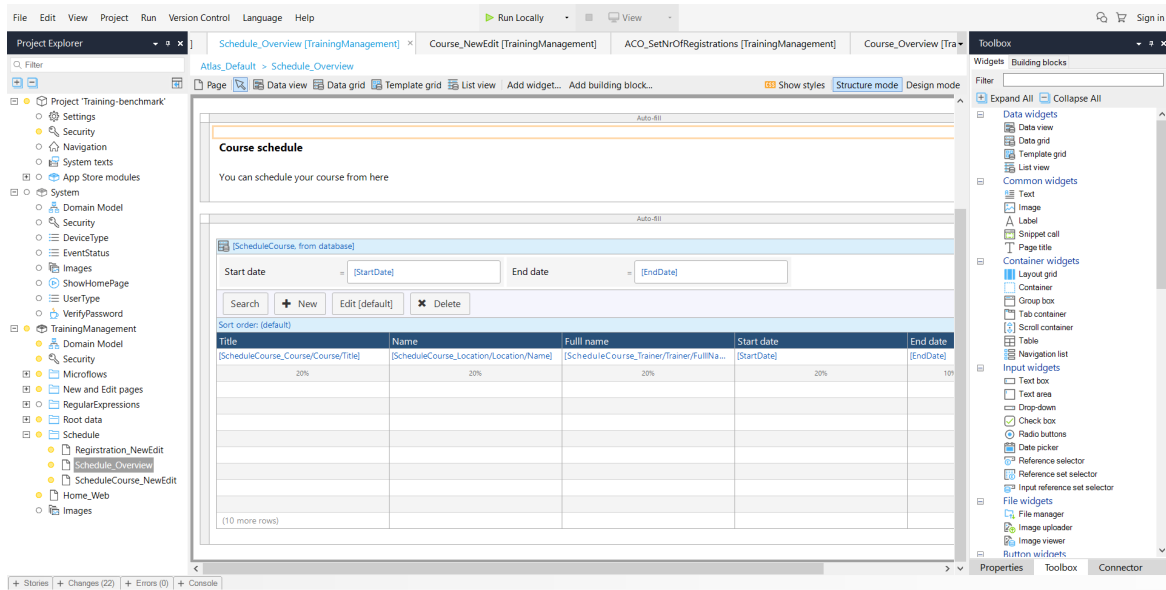 File Edit View Project Run Version Control Language Help
Run Locally
View
Sign in
Project Explorer
Filter
Project 'Training-benchmark'
Settings
Security
Navigation
System texts
App Store modules
System
Domain Model
Security
DeviceType
EventStatus
Images
ShowHomePage
UserType
VerifyPassword
TrainingManagement
Domain Model
Security
Microflows
New and Edit pages
RegularExpressions
Root data
Schedule
Regirstration_NewEdit
Schedule_Overview
ScheduleCourse_NewEdit
Home_Web
Images
]
Schedule_Overview [TrainingManagement] ×
Course_NewEdit [TrainingManagement]
ACO_SetNrOfRegistrations [TrainingManagement]
Course_Overview [Tra
Atlas_Default > Schedule_Overview
Page Data view Data grid Template grid List view Add widget... Add building block...
Show styles Structure mode Design mode
Auto-fill
Course schedule
You can schedule your course from here
Auto-fill
[ScheduleCourse, from database]
Start date = [StartDate] End date = [EndDate]
Search New Edit [default] Delete
Sort order: (default)
Title Name Fulll name Start date End date
[ScheduleCourse_Course/Course/Title] [ScheduleCourse_Location/Location/Name] [ScheduleCourse_Trainer/Trainer/FulllNa... [StartDate] [EndDate]
20% 20% 20% 20% 10%
(10 more rows)
Toolbox
Widgets Building blocks
Filter
Expand All Collapse All
Data widgets
Data view
Data grid
Template grid
List view
Common widgets
Text
Image
Label
Snippet call
Page title
Container widgets
Layout grid
Container
Group box
Tab container
Scroll container
Table
Navigation list
Input widgets
Text box
Text area
Drop-down
Check box
Radio buttons
Date picker
Reference selector
Reference set selector
Input reference set selector
File widgets
File manager
Image uploader
Image viewer
Button widgets
Properties Toolbox Connector
+ Stories + Changes (22) + Errors (0) + Console